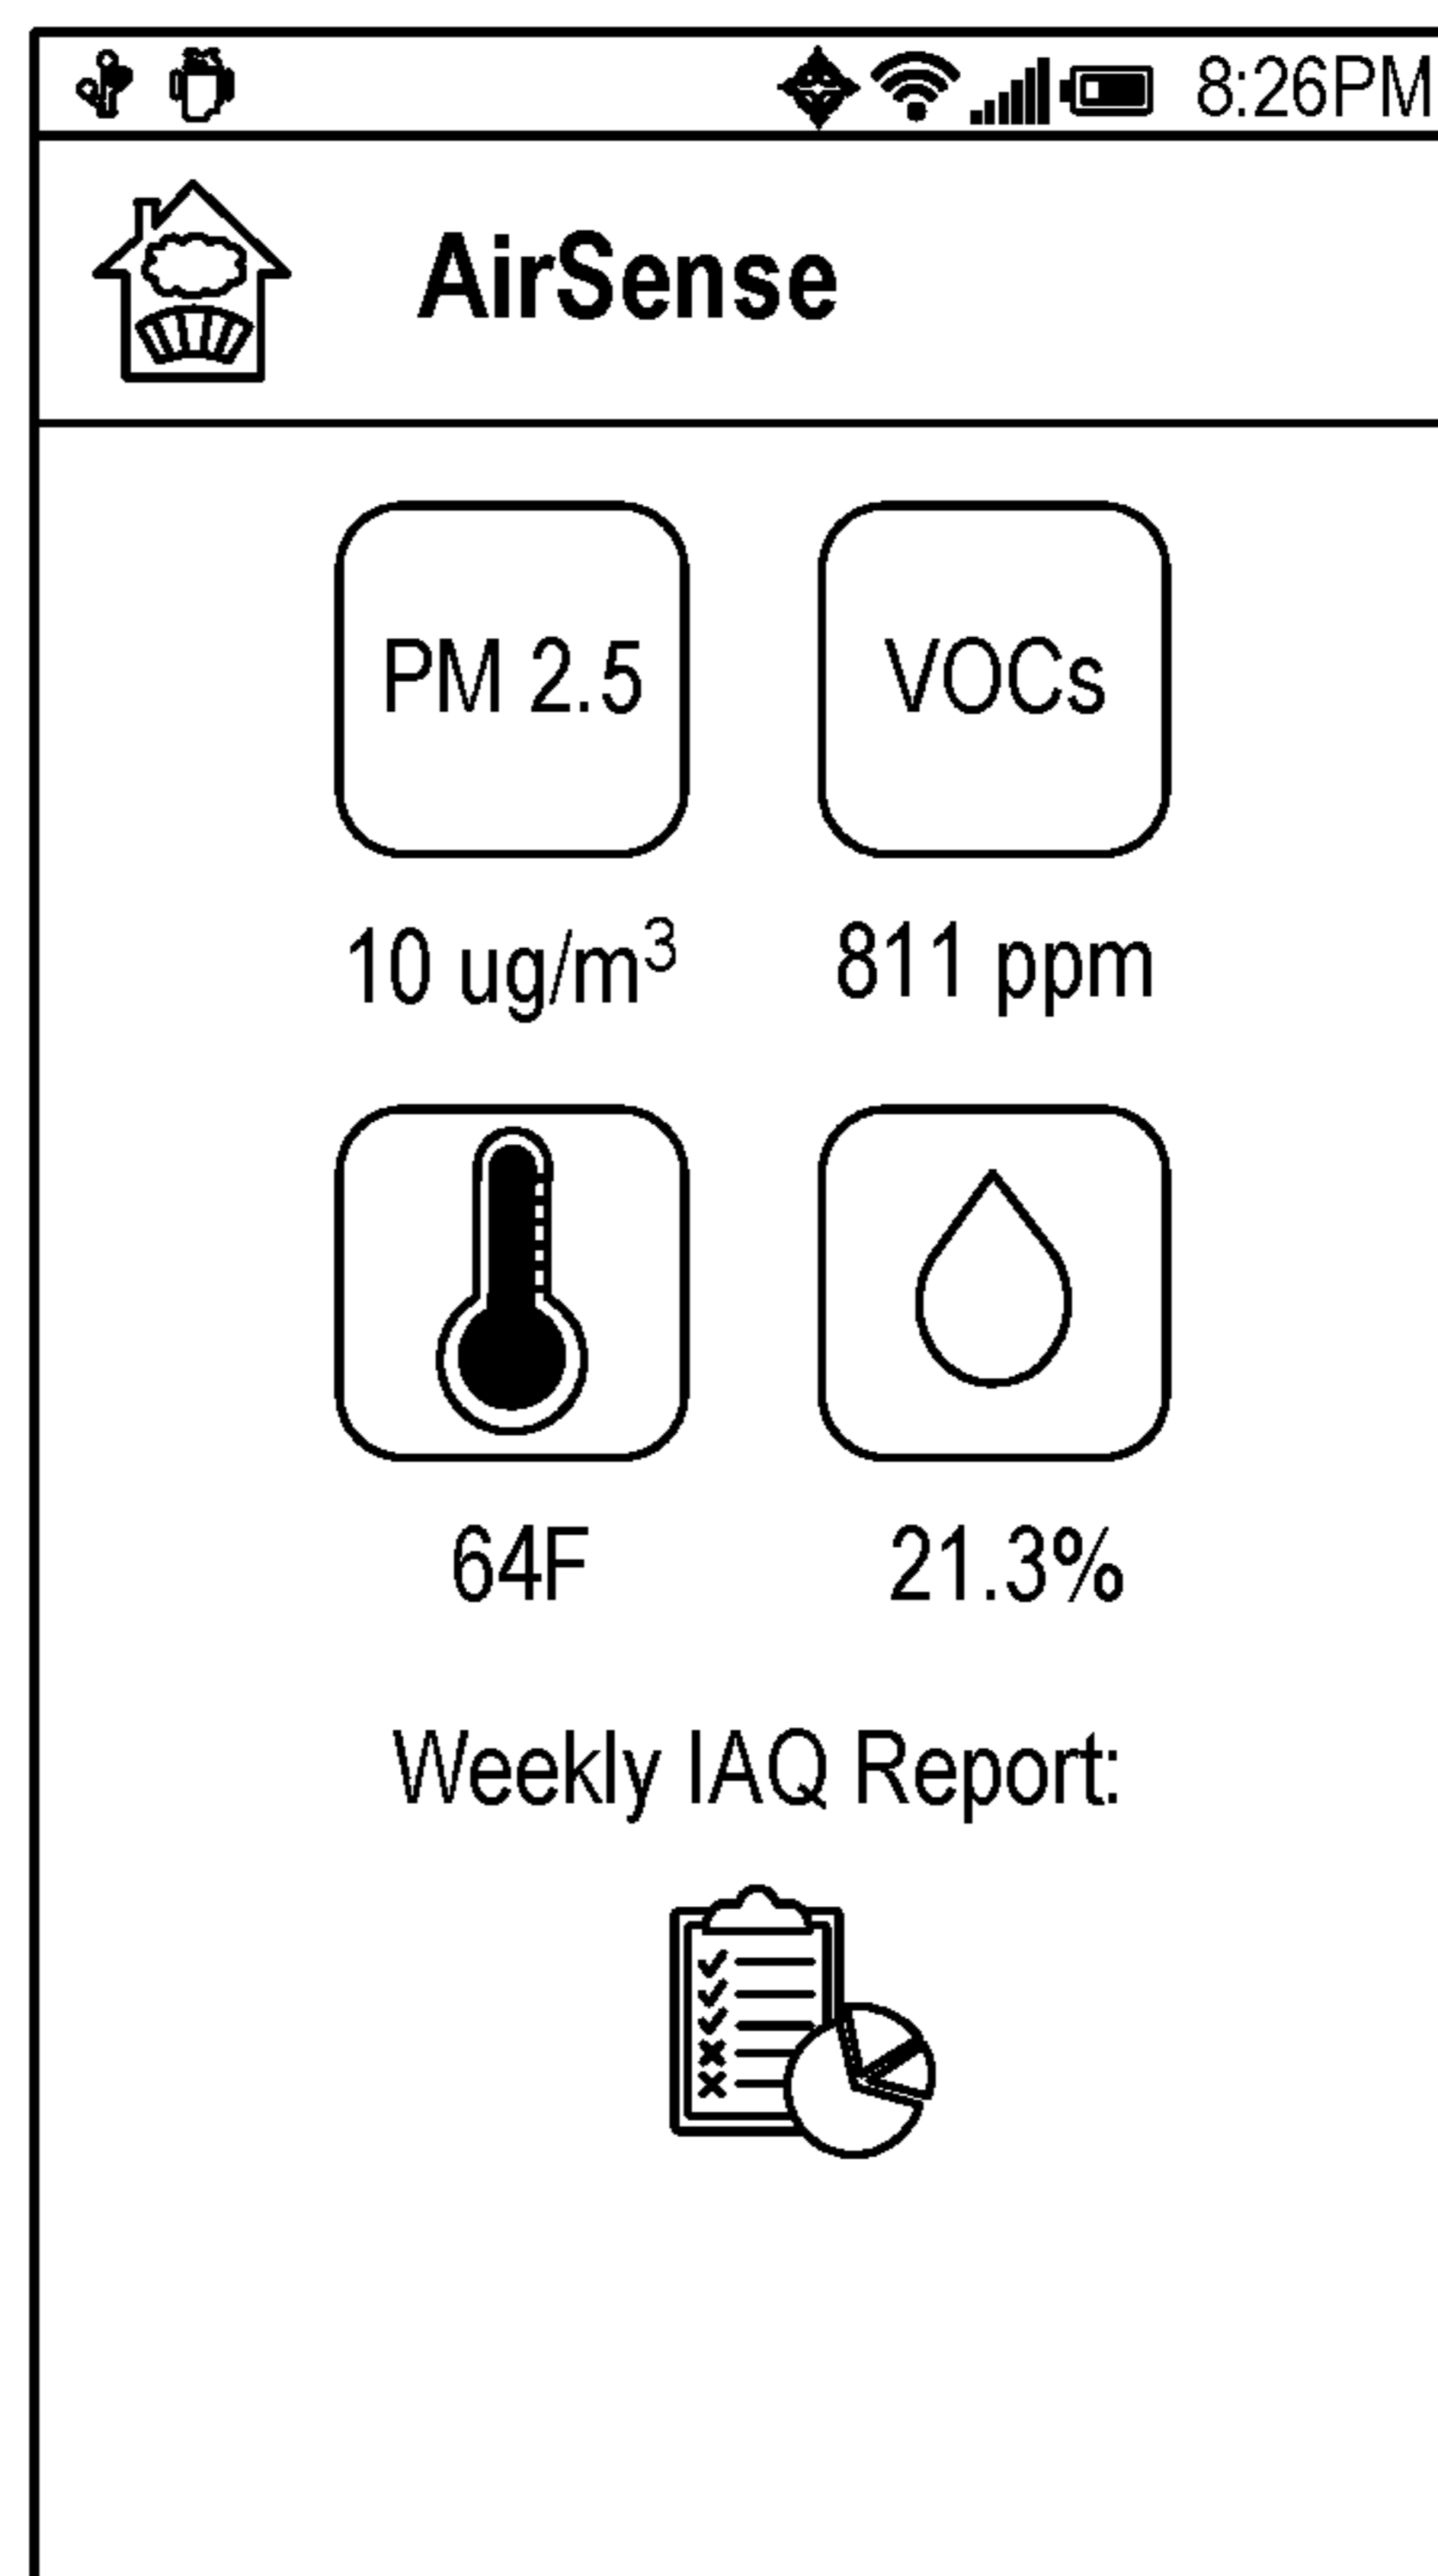 8:26PM
AirSense
PM 2.5 VOCs
10 ug/m³ 811 ppm
64F 21.3%
Weekly IAQ Report: